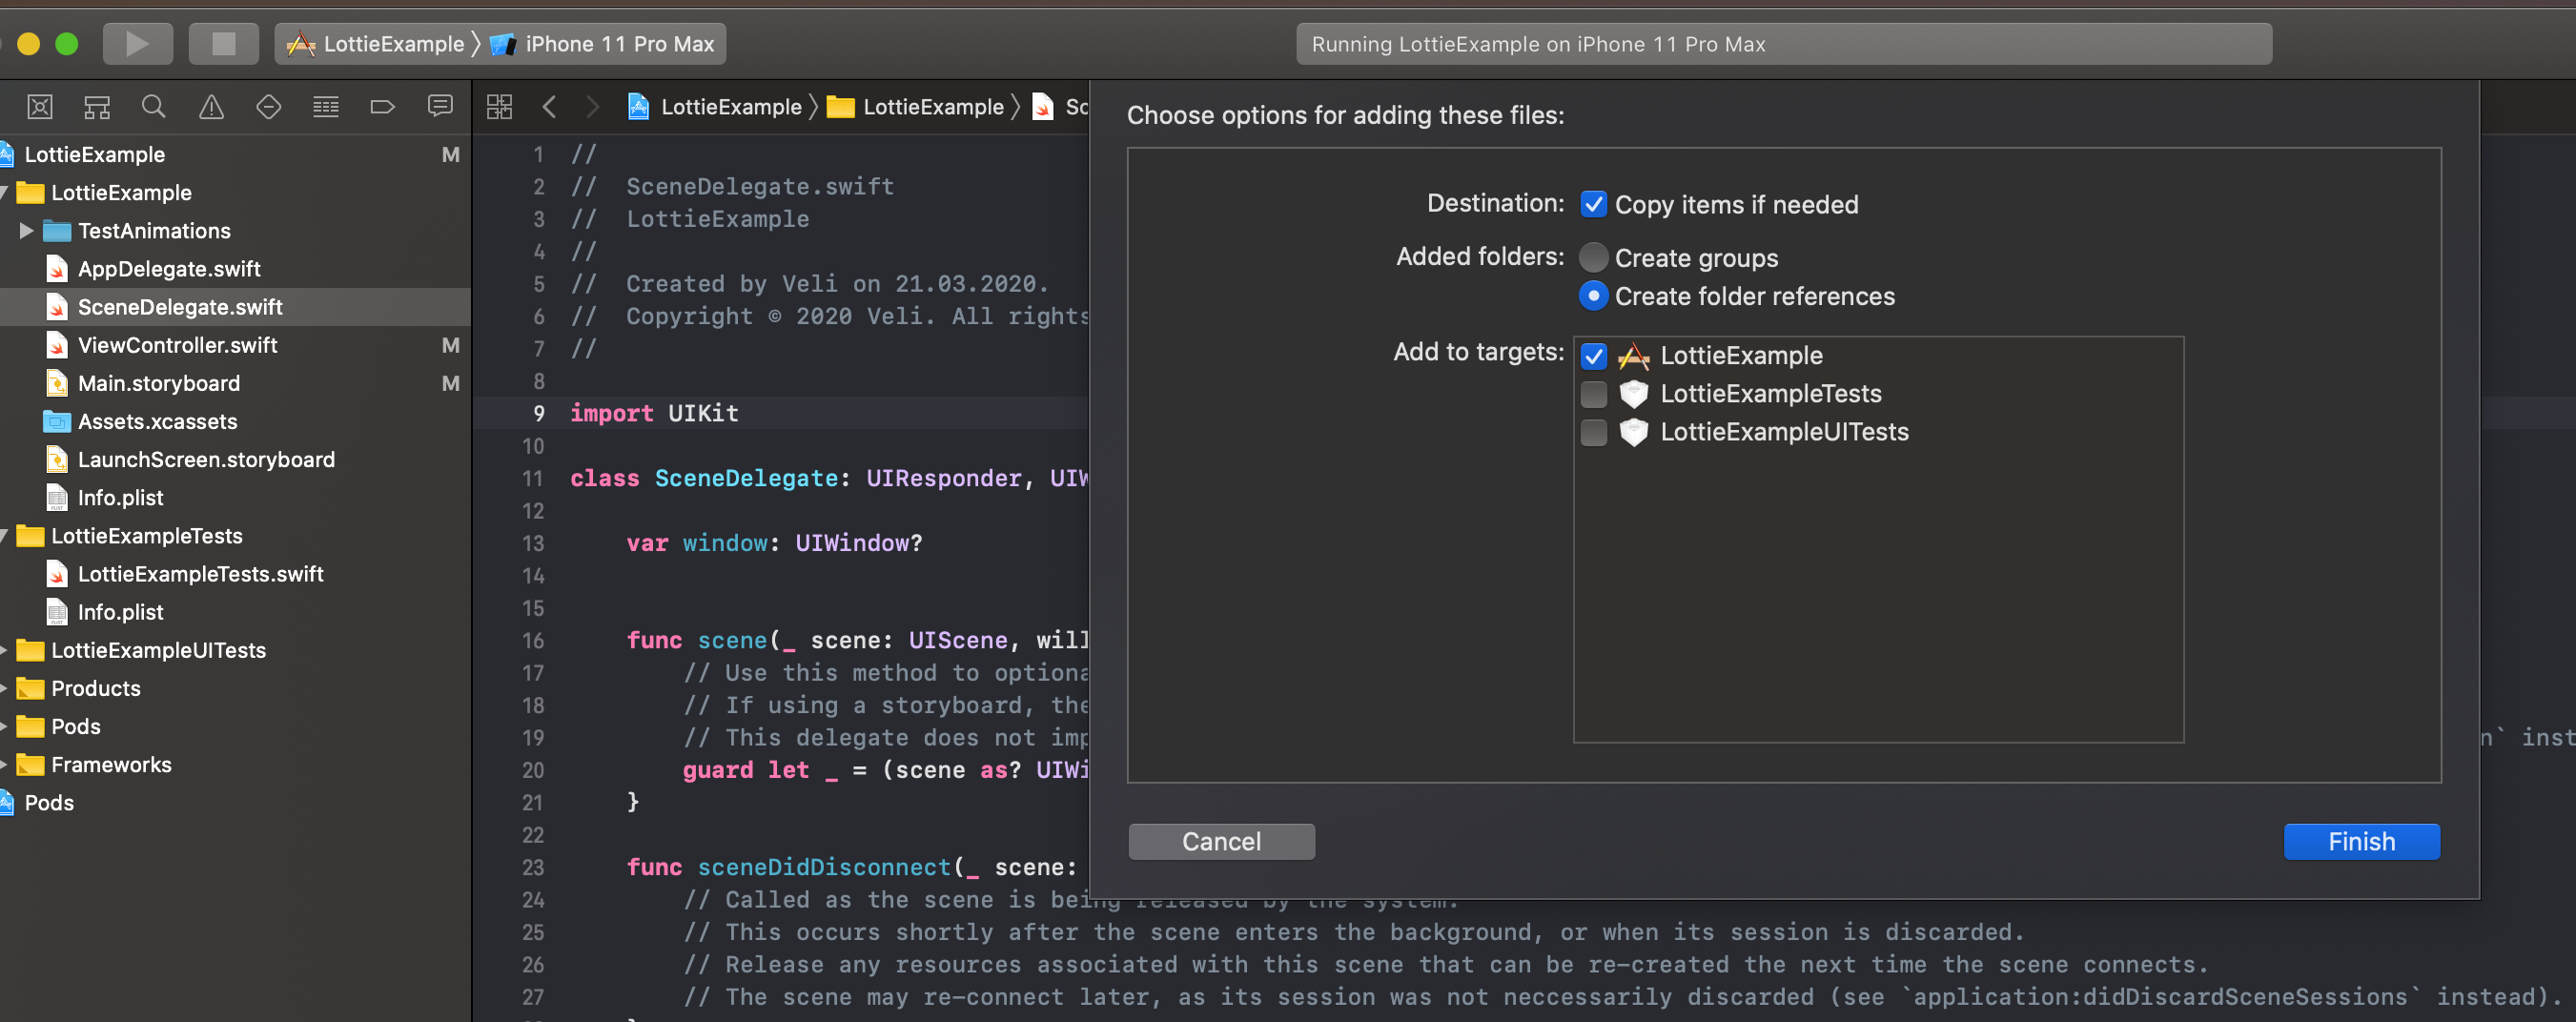 LottieExample
iPhone 11 Pro Max
Running LottieExample on iPhone 11 Pro Max
LottieExample M
LottieExample
TestAnimations
AppDelegate.swift
SceneDelegate.swift
ViewController.swift M
Main.storyboard M
Assets.xcassets
LaunchScreen.storyboard
Info.plist
LottieExampleTests
LottieExampleTests.swift
Info.plist
LottieExampleUITests
Products
Pods
Frameworks
Pods
LottieExample LottieExample Sc
1 //
2 // SceneDelegate.swift
3 // LottieExample
4 //
5 // Created by Veli on 21.03.2020.
6 // Copyright © 2020 Veli. All rights
7 //
8
9 import UIKit
10
11 class SceneDelegate: UIResponder, UIW
12
13 var window: UIWindow?
14
15
16 func scene(_ scene: UIScene, will
17 // Use this method to optiona
18 // If using a storyboard, the
19 // This delegate does not imp n` inst
20 guard let _ = (scene as? UIWi
21 }
22
23 func sceneDidDisconnect(_ scene:
24 // Called as the scene is being released by the system.
25 // This occurs shortly after the scene enters the background, or when its session is discarded.
26 // Release any resources associated with this scene that can be re-created the next time the scene connects.
27 // The scene may re-connect later, as its session was not neccessarily discarded (see `application:didDiscardSceneSessions` instead).
Choose options for adding these files:
Destination: Copy items if needed
Added folders: Create groups
Create folder references
Add to targets: LottieExample
LottieExampleTests
LottieExampleUITests
Cancel
Finish